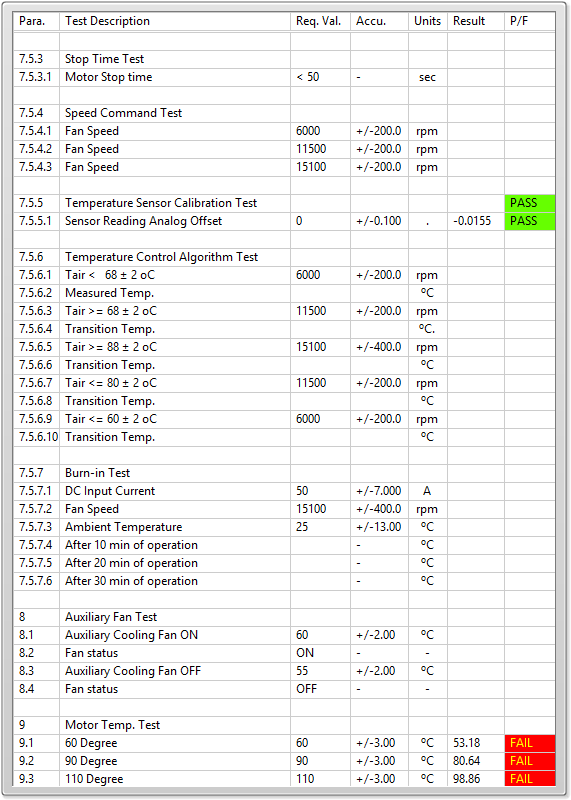 Para. Test Description Req. Val. Accu. Units Result P/F
7.5.3 Stop Time Test
7.5.3.1 Motor Stop time < 50 - sec
7.5.4 Speed Command Test
7.5.4.1 Fan Speed 6000 +/-200.0 rpm
7.5.4.2 Fan Speed 11500 +/-200.0 rpm
7.5.4.3 Fan Speed 15100 +/-200.0 rpm
7.5.5 Temperature Sensor Calibration Test PASS
7.5.5.1 Sensor Reading Analog Offset 0 +/-0.100 . -0.0155 PASS
7.5.6 Temperature Control Algorithm Test
7.5.6.1 Tair < 68 ± 2 oC 6000 +/-200.0 rpm
7.5.6.2 Measured Temp. ºC
7.5.6.3 Tair >= 68 ± 2 oC 11500 +/-200.0 rpm
7.5.6.4 Transition Temp. ºC.
7.5.6.5 Tair >= 88 ± 2 oC 15100 +/-400.0 rpm
7.5.6.6 Transition Temp. ºC
7.5.6.7 Tair <= 80 ± 2 oC 11500 +/-200.0 rpm
7.5.6.8 Transition Temp. ºC
7.5.6.9 Tair <= 60 ± 2 oC 6000 +/-200.0 rpm
7.5.6.10 Transition Temp. ºC
7.5.7 Burn-in Test
7.5.7.1 DC Input Current 50 +/-7.000 A
7.5.7.2 Fan Speed 15100 +/-400.0 rpm
7.5.7.3 Ambient Temperature 25 +/-13.00 ºC
7.5.7.4 After 10 min of operation - ºC
7.5.7.5 After 20 min of operation - ºC
7.5.7.6 After 30 min of operation - ºC
8 Auxiliary Fan Test
8.1 Auxiliary Cooling Fan ON 60 +/-2.00 ºC
8.2 Fan status ON - -
8.3 Auxiliary Cooling Fan OFF 55 +/-2.00 ºC
8.4 Fan status OFF - -
9 Motor Temp. Test
9.1 60 Degree 60 +/-3.00 ºC 53.18 FAIL
9.2 90 Degree 90 +/-3.00 ºC 80.64 FAIL
9.3 110 Degree 110 +/-3.00 ºC 98.86 FAIL